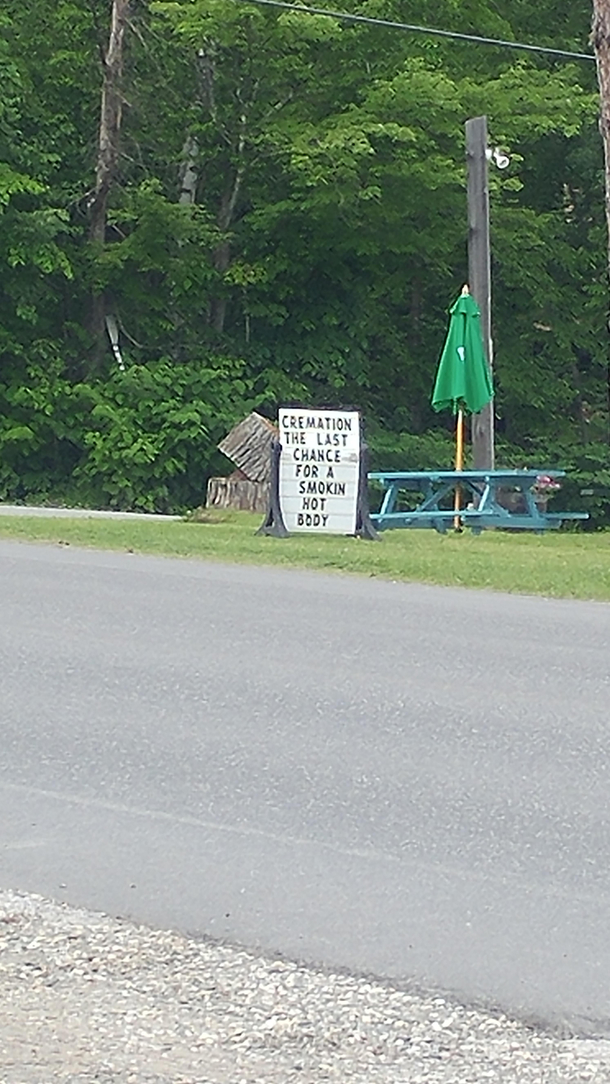 CREMATION
THE LAST
CHANCE
FOR A
SMOKIN
HOT
BODY